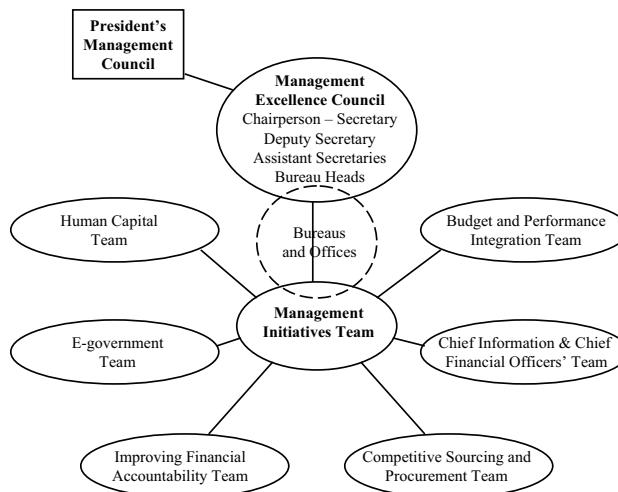 President's
Management
Council
Management
Excellence Council
Chairperson – Secretary
Deputy Secretary
Assistant Secretaries
Bureau Heads
Human Capital
Team
Bureaus
and Offices
Budget and Performance
Integration Team
Management
Initiatives Team
E-government
Team
Chief Information & Chief
Financial Officers' Team
Improving Financial
Accountability Team
Competitive Sourcing and
Procurement Team